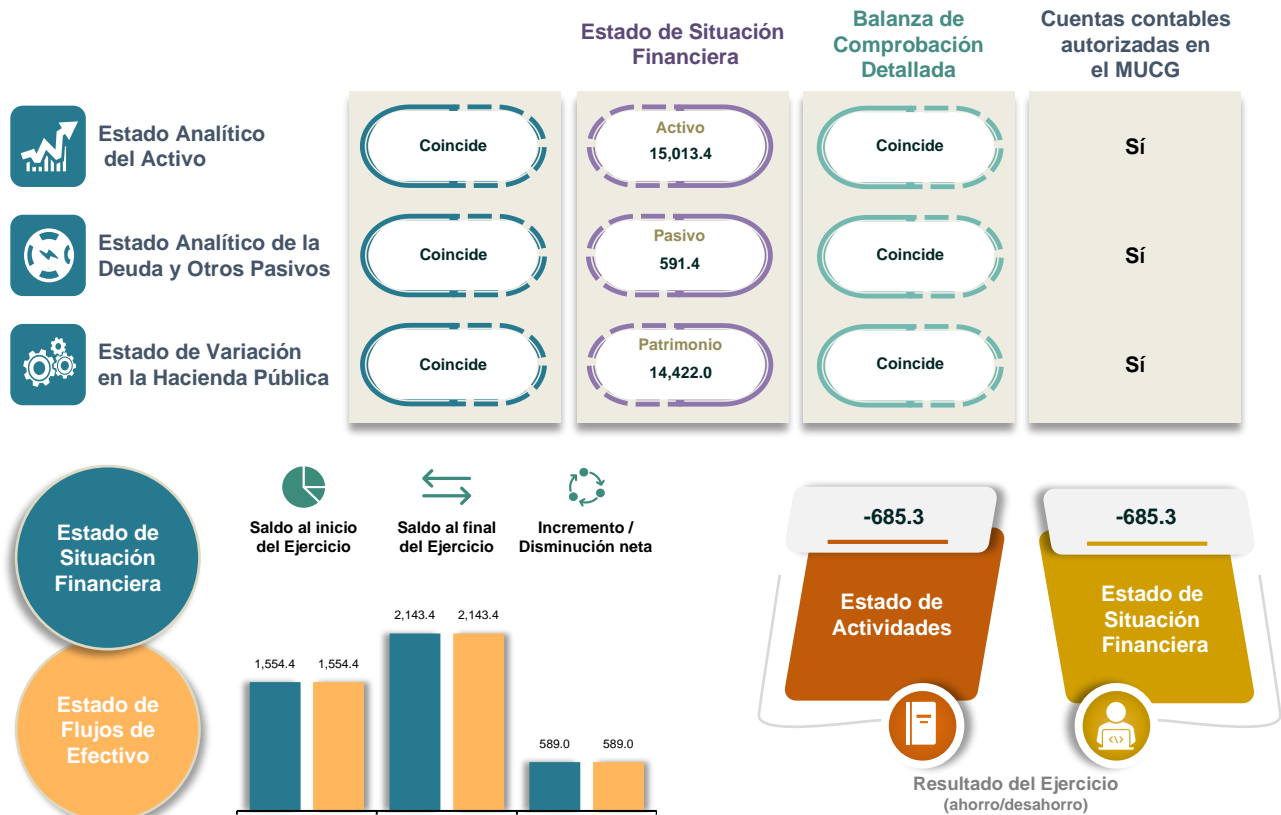 Estado de Situación
Financiera
Balanza de
Comprobación
Detallada
Cuentas contables
autorizadas en
el MUCG
Estado Analítico
del Activo
Coincide
Activo
15,013.4
Coincide
Sí
Estado Analítico de la
Deuda y Otros Pasivos
Coincide
Pasivo
591.4
Coincide
Sí
Estado de Variación
en la Hacienda Pública
Coincide
Patrimonio
14,422.0
Coincide
Sí
Estado de
Situación
Financiera
Estado de
Flujos de
Efectivo
Saldo al inicio
del Ejercicio
Saldo al final
del Ejercicio
Incremento /
Disminución neta
1,554.4
1,554.4
2,143.4
2,143.4
589.0
589.0
-685.3
Estado de
Actividades
-685.3
Estado de
Situación
Financiera
Resultado del Ejercicio
(ahorro/desahorro)